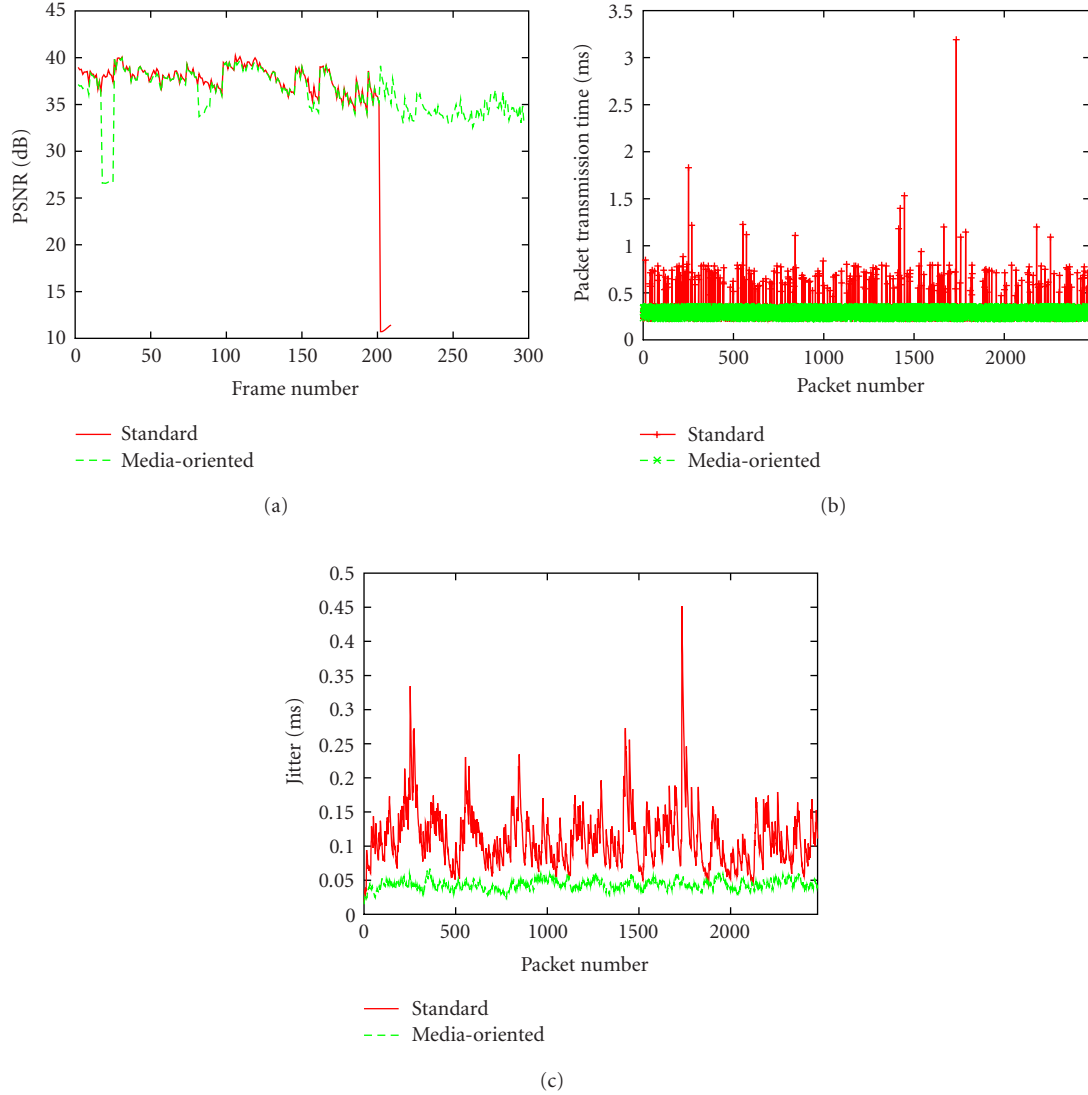 45
40
35
30
25
20
15
10
PSNR (dB)
0 50 100 150 200 250 300
Frame number
Standard
Media-oriented
(a)
3.5
3
2.5
2
1.5
1
0.5
0
Packet transmission time (ms)
0 500 1000 1500 2000
Packet number
Standard
Media-oriented
(b)
0.5
0.45
0.4
0.35
0.3
0.25
0.2
0.15
0.1
0.05
0
Jitter (ms)
0 500 1000 1500 2000
Packet number
Standard
Media-oriented
(c)